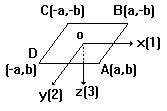 C(-a,-b) B(a,-b)
o
x(1)
D
(-a,b) A(a,b)
y(2) z(3)